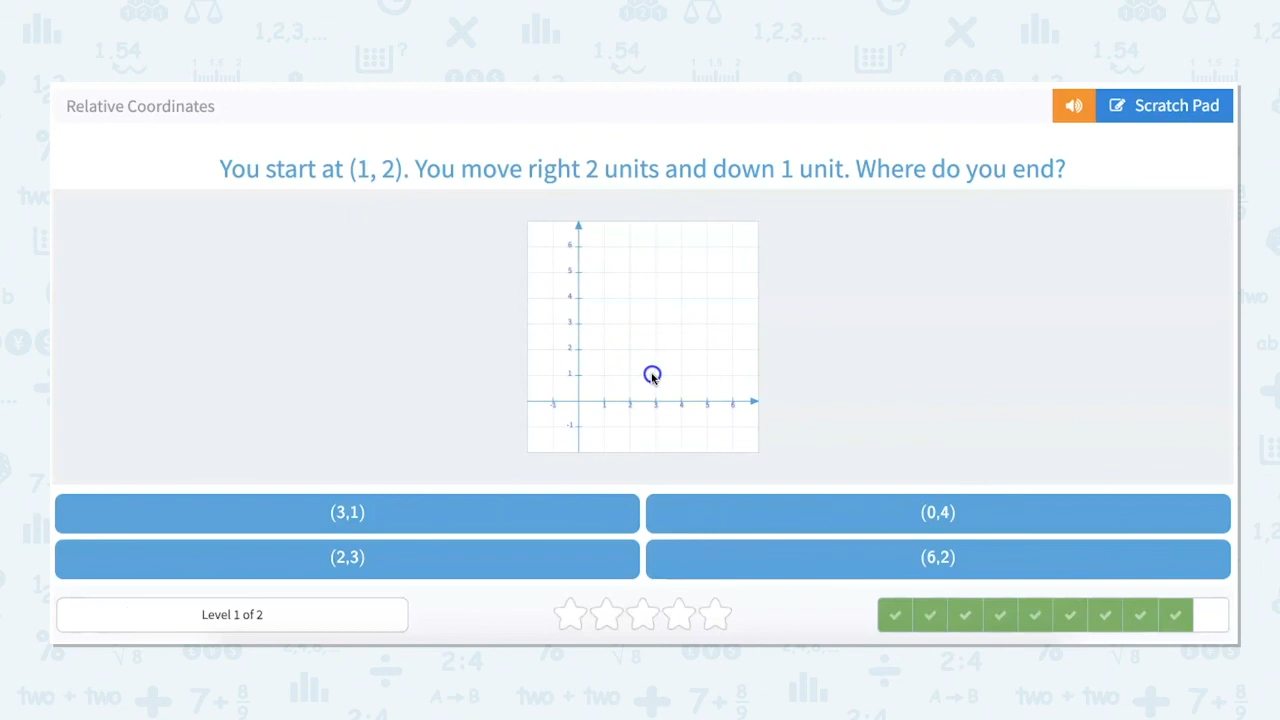 Relative Coordinates
Scratch Pad
You start at (1, 2). You move right 2 units and down 1 unit. Where do you end?
6
5
4
3
2
1
-1
-1 1 2 3 4 5 6
(3,1)
(0,4)
(2,3)
(6,2)
Level 1 of 2